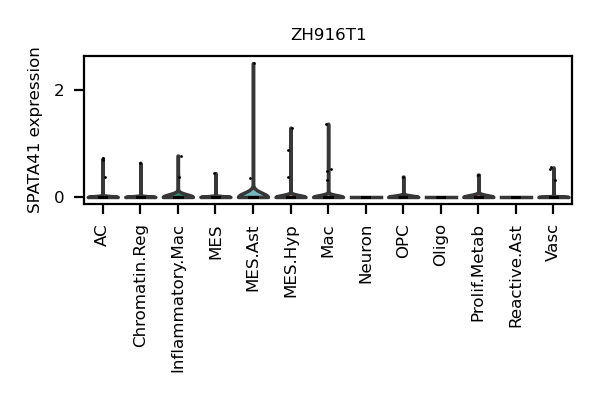 ZH916T1
SPATA41 expression
2
0
AC
Chromatin.Reg
Inflammatory.Mac
MES
MES.Ast
MES.Hyp
Mac
Neuron
OPC
Oligo
Prolif.Metab
Reactive.Ast
Vasc